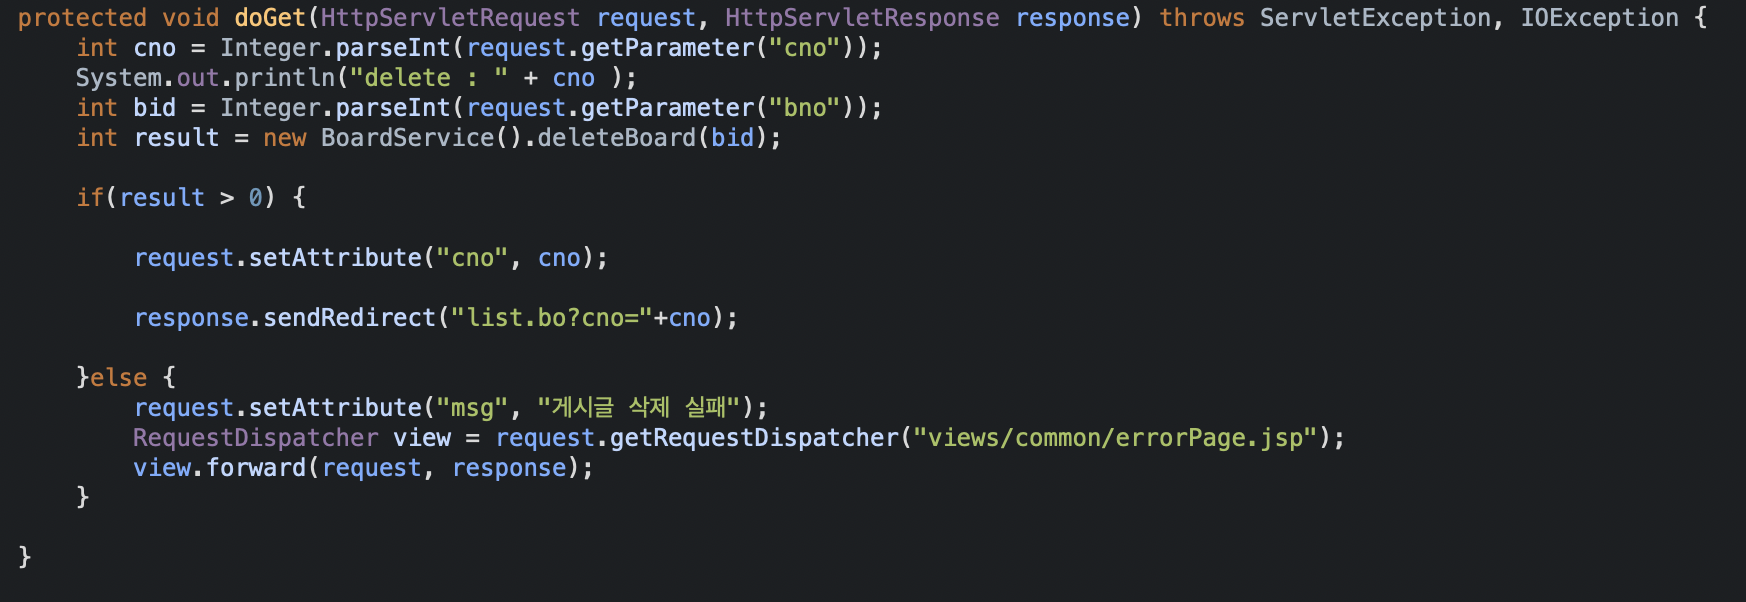 protected void doGet(HttpServletRequest request, HttpServletResponse response) throws ServletException, IOException {
int cno = Integer.parseInt(request.getParameter("cno"));
System.out.println("delete : " + cno );
int bid = Integer.parseInt(request.getParameter("bno"));
int result = new BoardService().deleteBoard(bid);
if(result > 0) {
request.setAttribute("cno", cno);
response.sendRedirect("list.bo?cno="+cno);
}else {
request.setAttribute("msg", "게시글 삭제 실패");
RequestDispatcher view = request.getRequestDispatcher("views/common/errorPage.jsp");
view.forward(request, response);
}
}